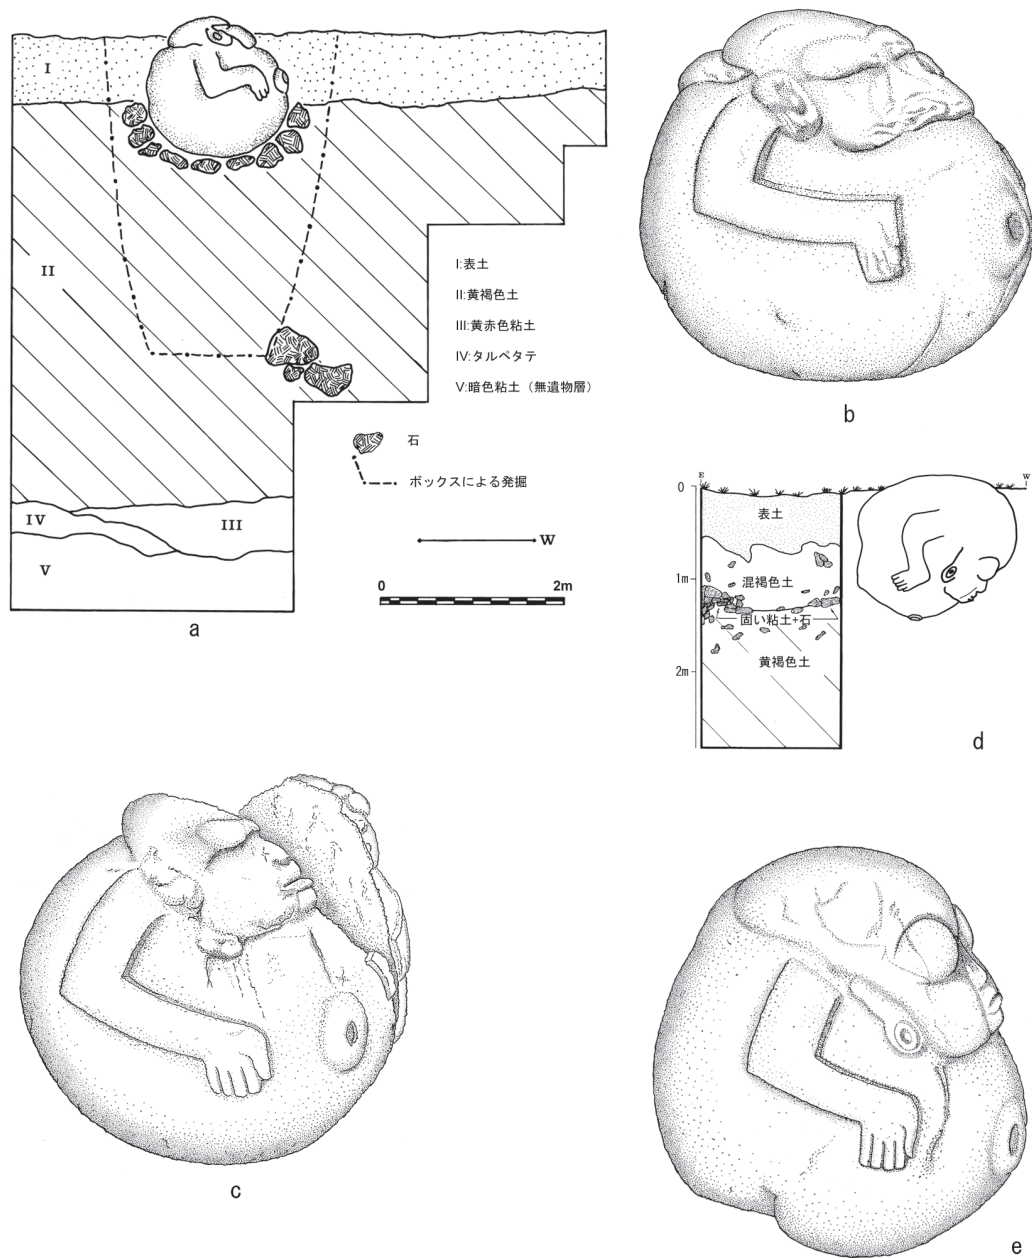 I
II
IV
III
V
I:表土
II:黄褐色土
III:黄赤色粘土
IV:タルペタテ
V:暗色粘土(無遺物層)
石
ボックスによる発掘
W
0 2m
a
b
E W
0
表土
1m
混褐色土
固い粘土+石
2m
黄褐色土
d
c
e